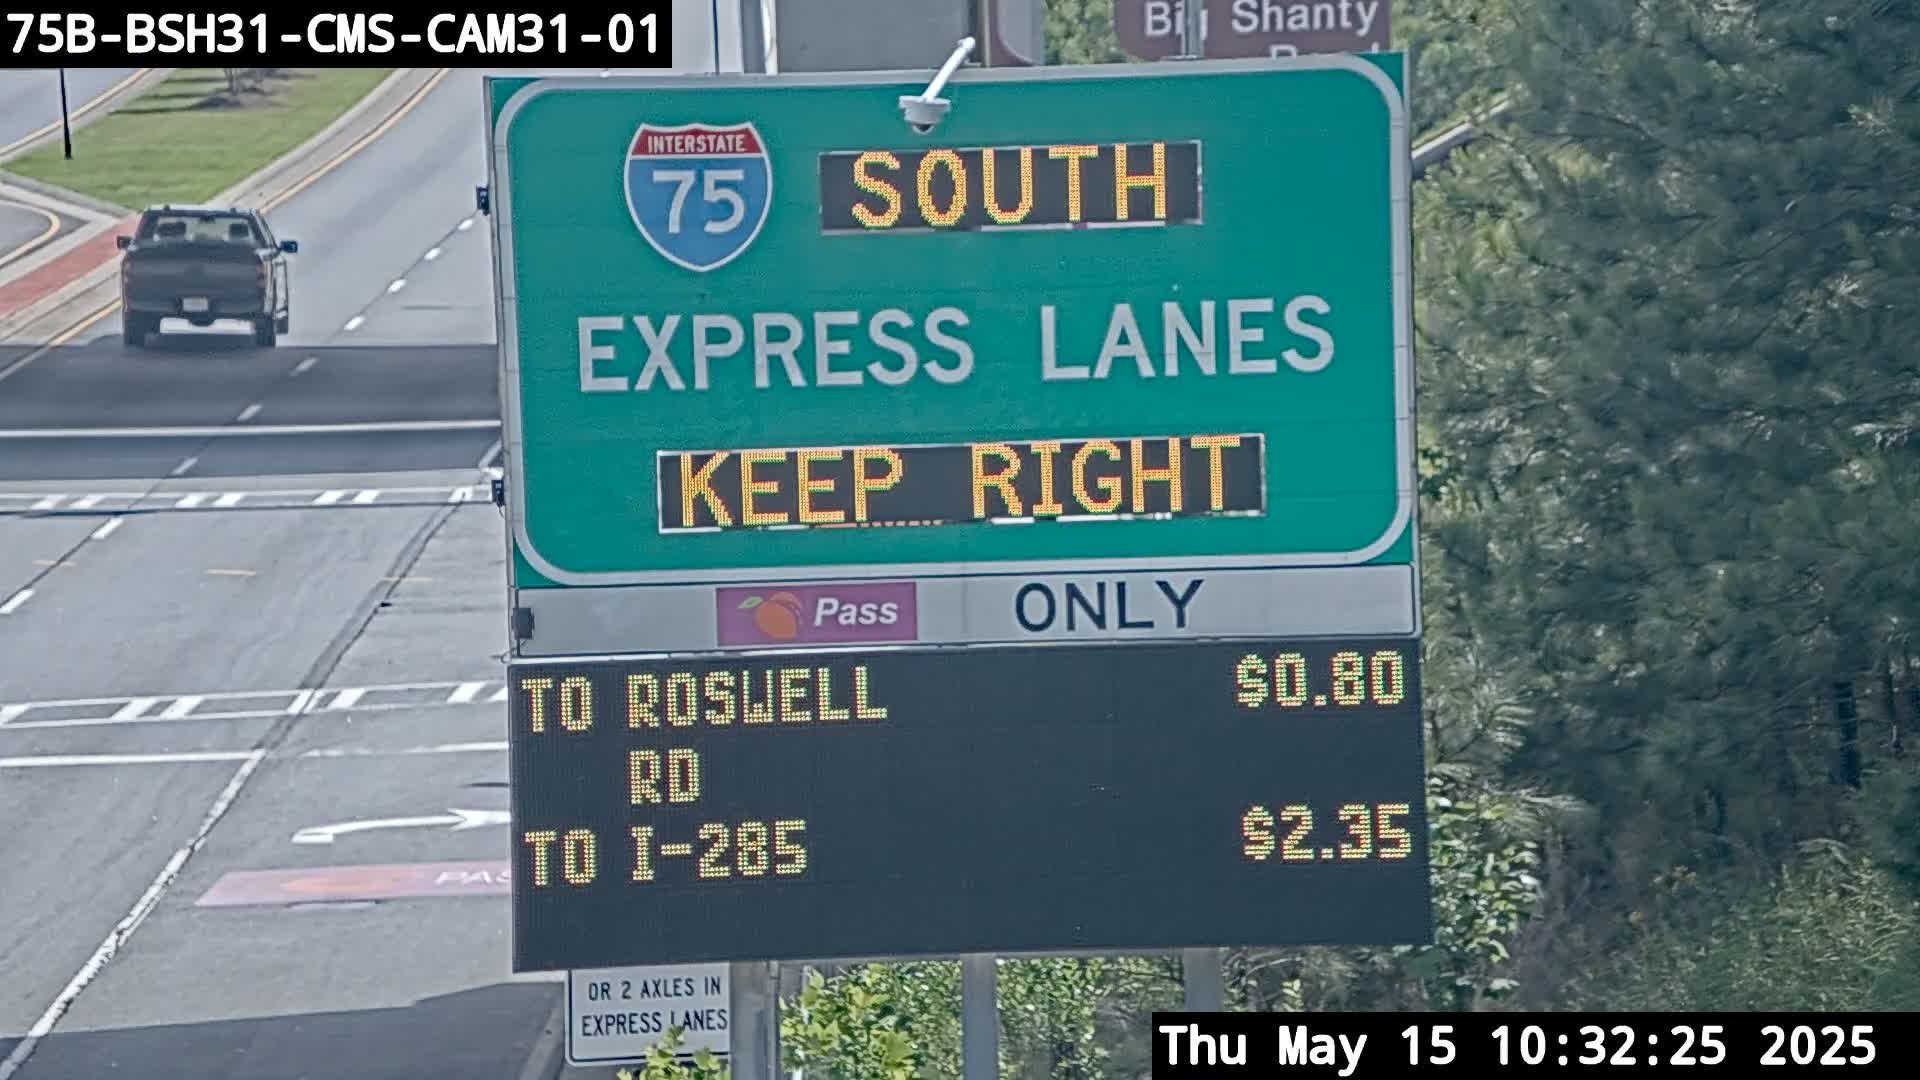 75B-BSH31-CMS-CAM31-01
Big Shanty
Road
INTERSTATE
75
SOUTH
EXPRESS LANES
KEEP RIGHT
Pass
ONLY
TO ROSWELL $0.80
RD
TO I-285 $2.35
OR 2 AXLES IN
EXPRESS LANES
Thu May 15 10:32:25 2025